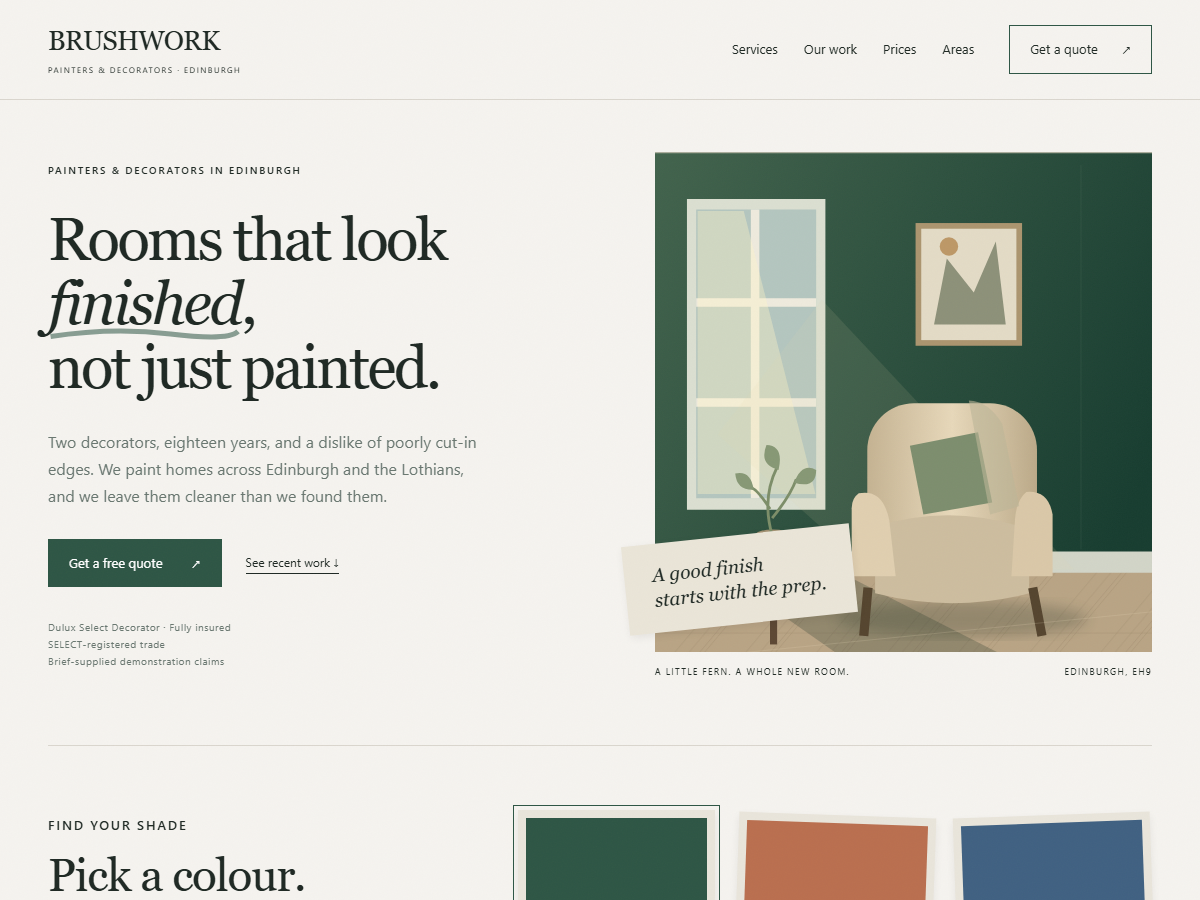 BRUSHWORK
PAINTERS & DECORATORS · EDINBURGH
Services
Our work
Prices
Areas
Get a quote ↗
PAINTERS & DECORATORS IN EDINBURGH
Rooms that look
finished,
not just painted.
Two decorators, eighteen years, and a dislike of poorly cut-in
edges. We paint homes across Edinburgh and the Lothians,
and we leave them cleaner than we found them.
Get a free quote ↗
See recent work ↓
Dulux Select Decorator · Fully insured
SELECT-registered trade
Brief-supplied demonstration claims
A good finish
starts with the prep.
A LITTLE FERN. A WHOLE NEW ROOM.
EDINBURGH, EH9
FIND YOUR SHADE
Pick a colour.